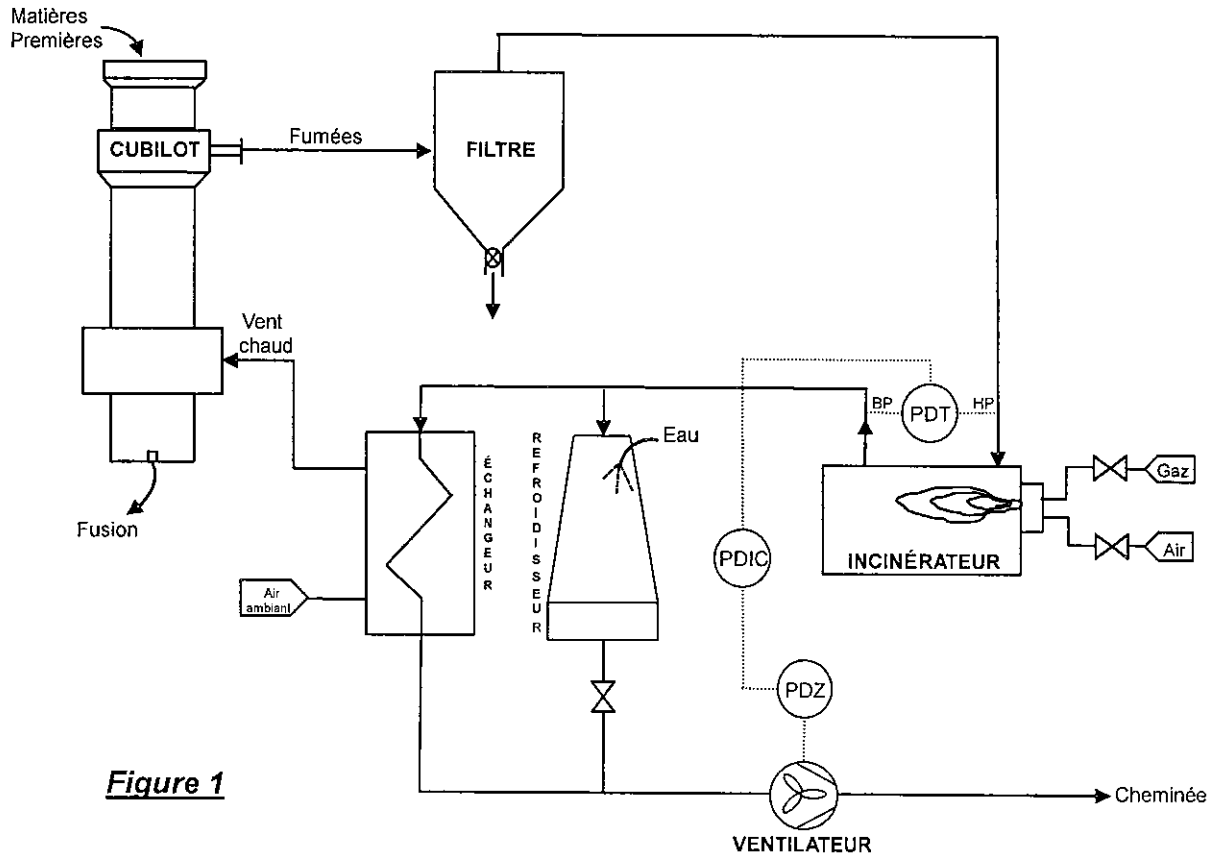 Matières
Premières
CUBILOT
Fumées
FILTRE
Vent
chaud
BP
PDT
HP
Eau
REFROIDISSEUR
ÉCHANGEUR
Gaz
Air
PDIC
INCINÉRATEUR
Fusion
Air
ambiant
PDZ
Figure 1
Cheminée
VENTILATEUR